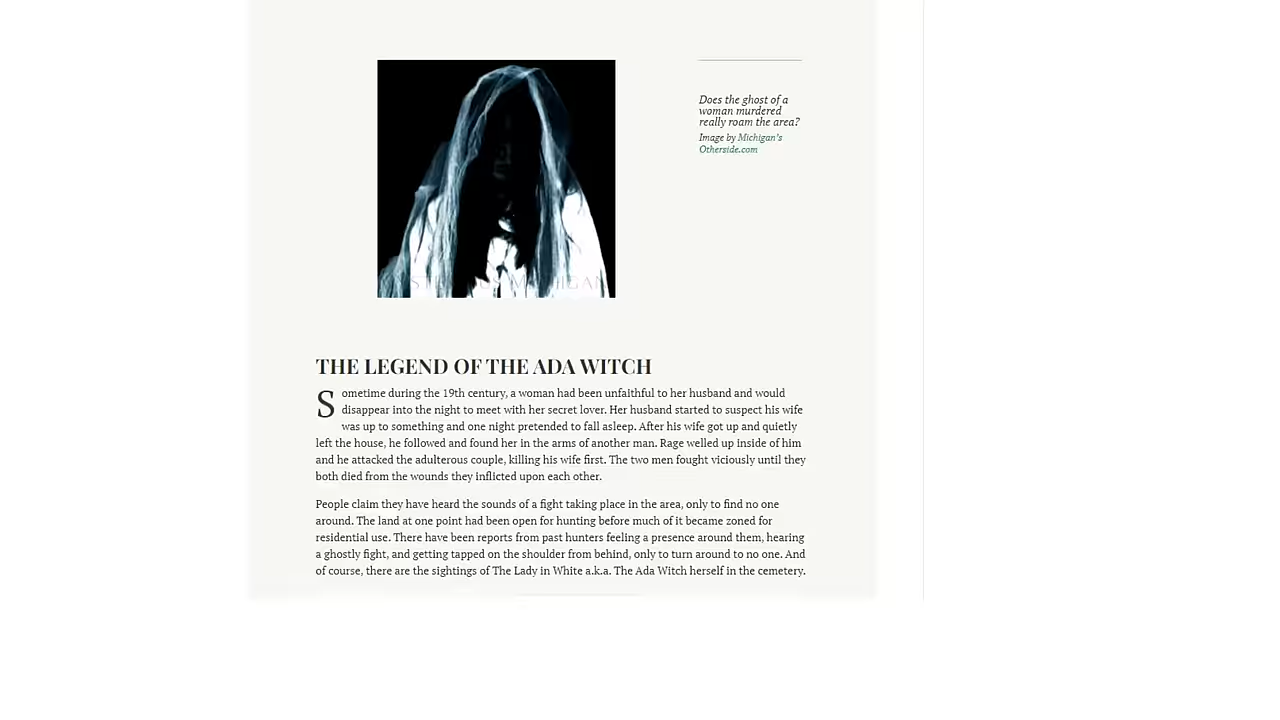 Does the ghost of a
woman murdered
really roam the area?
Image by Michigan's
Otherside.com
THE LEGEND OF THE ADA WITCH
Sometime during the 19th century, a woman had been unfaithful to her husband and would
disappear into the night to meet with her secret lover. Her husband started to suspect his wife
was up to something and one night pretended to fall asleep. After his wife got up and quietly
left the house, he followed and found her in the arms of another man. Rage welled up inside of him
and he attacked the adulterous couple, killing his wife first. The two men fought viciously until they
both died from the wounds they inflicted upon each other.
People claim they have heard the sounds of a fight taking place in the area, only to find no one
around. The land at one point had been open for hunting before much of it became zoned for
residential use. There have been reports from past hunters feeling a presence around them, hearing
a ghostly fight, and getting tapped on the shoulder from behind, only to turn around to no one. And
of course, there are the sightings of The Lady in White a.k.a. The Ada Witch herself in the cemetery.